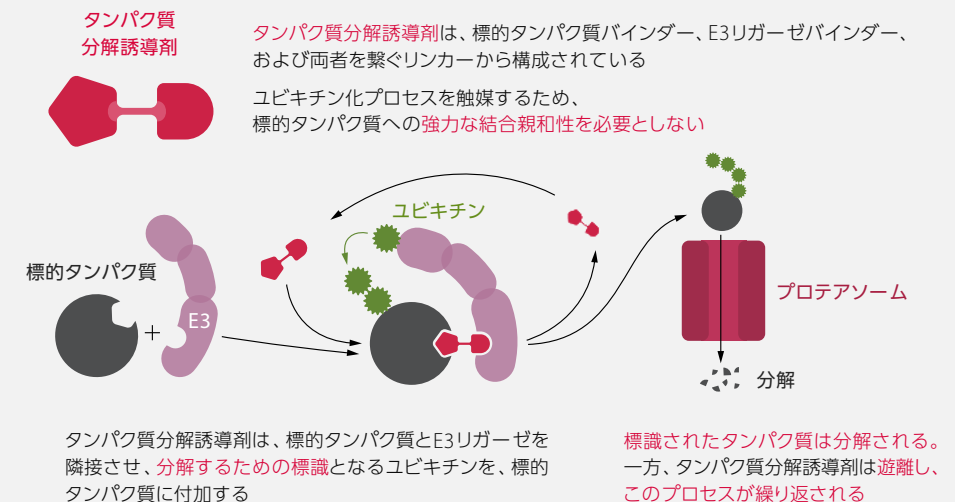 タンパク質
分解誘導剤
タンパク質分解誘導剤は、標的タンパク質バインダー、E3リガーゼバインダー、
および両者を繋ぐリンカーから構成されている
ユビキチン化プロセスを触媒するため、
標的タンパク質への強力な結合親和性を必要としない
ユビキチン
標的タンパク質
+
E3
プロテアソーム
分解
タンパク質分解誘導剤は、標的タンパク質とE3リガーゼを
隣接させ、分解するための標識となるユビキチンを、標的
タンパク質に付加する
標識されたタンパク質は分解される。
一方、タンパク質分解誘導剤は遊離し、
このプロセスが繰り返される